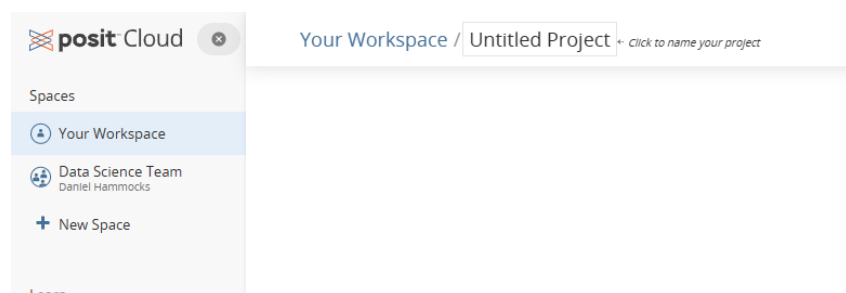 posit Cloud
Your Workspace / Untitled Project ← Click to name your project
Spaces
Your Workspace
Data Science Team
Daniel Hammocks
New Space